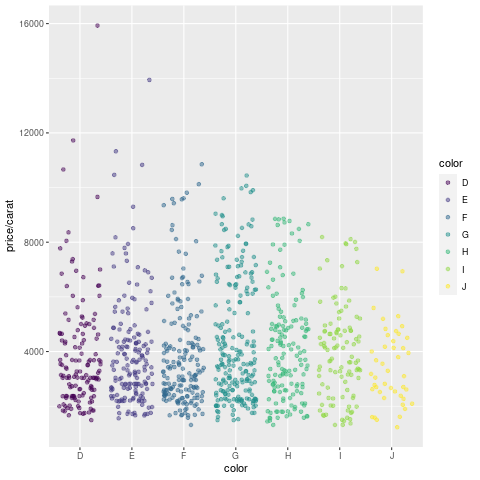 16000
12000
8000
4000
price/carat
D E F G H I J
color
color
D
E
F
G
H
I
J